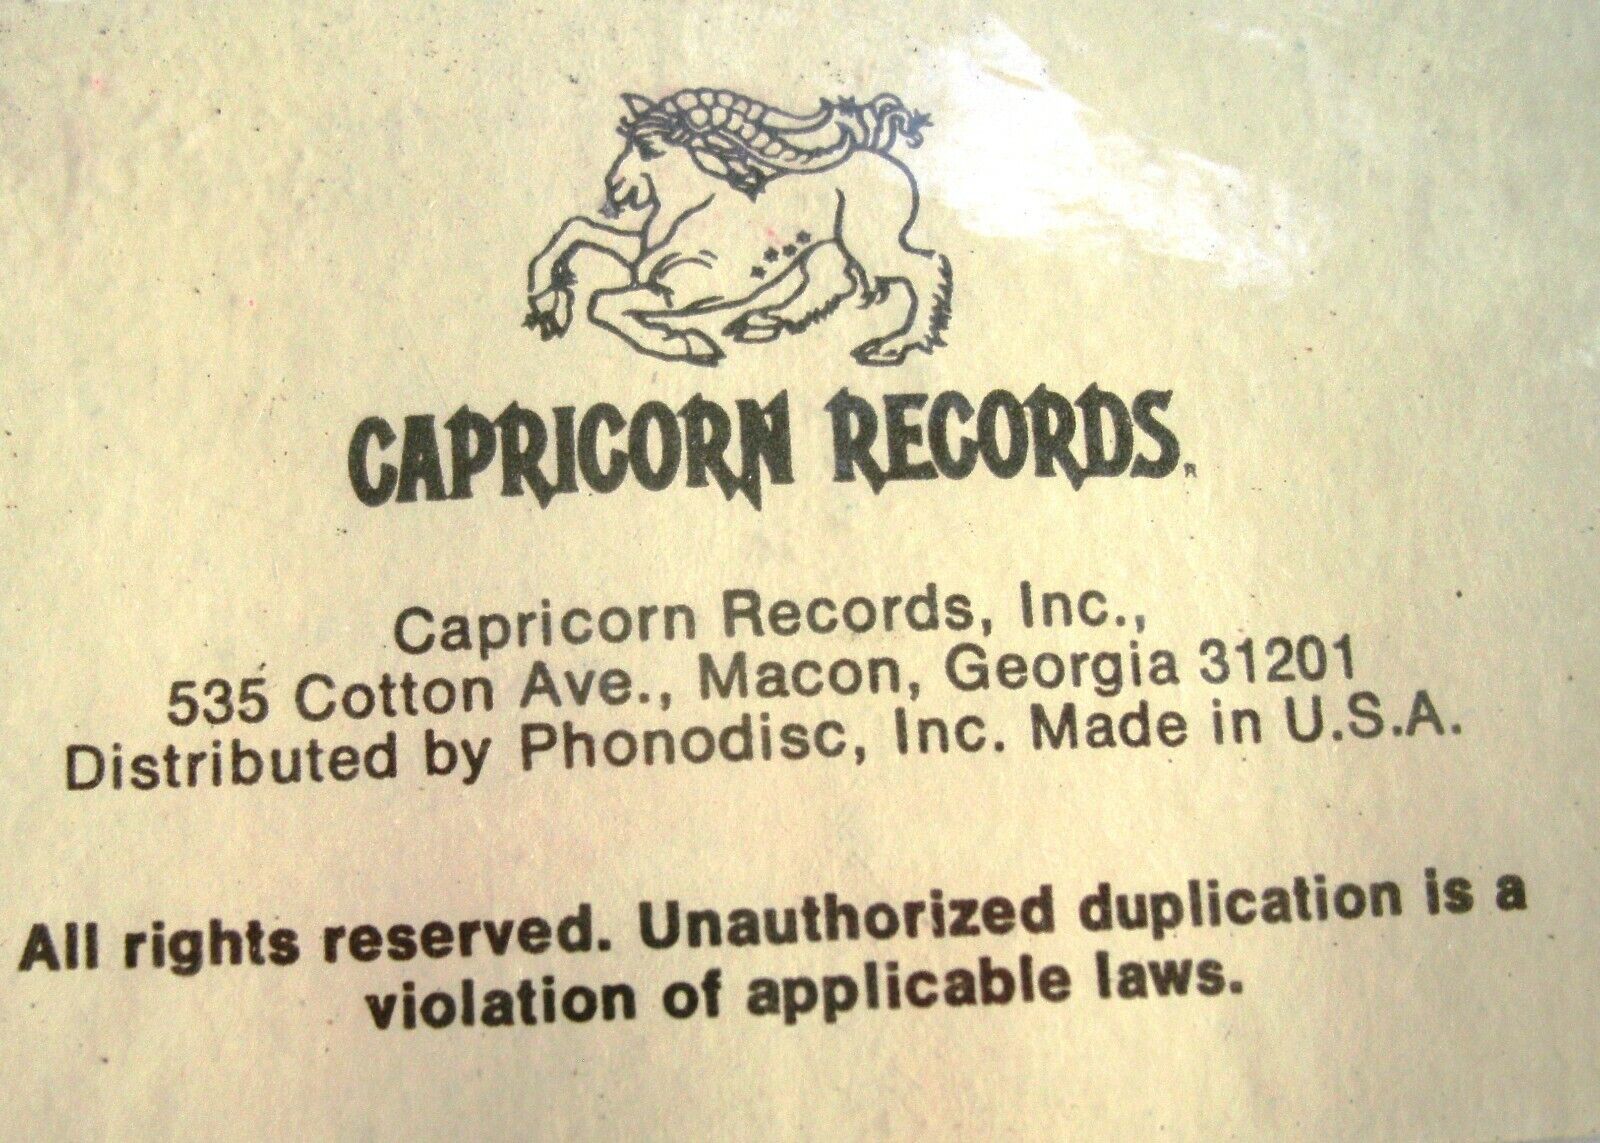 CAPRICORN RECORDS®
Capricorn Records, Inc.,
535 Cotton Ave., Macon, Georgia 31201
Distributed by Phonodisc, Inc. Made in U.S.A.
All rights reserved. Unauthorized duplication is a
violation of applicable laws.